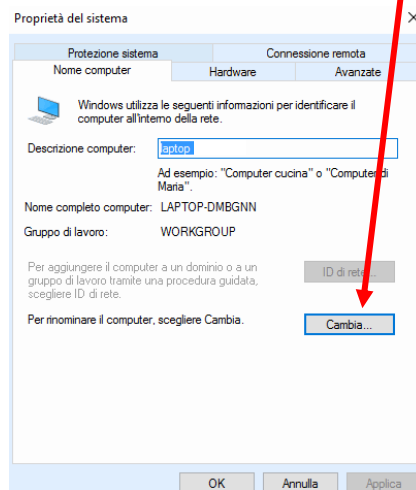 Proprietà del sistema
Protezione sistema
Connessione remota
Nome computer
Hardware
Avanzate
Windows utilizza le seguenti informazioni per identificare il
computer all'interno della rete.
Descrizione computer:
laptop
Ad esempio: "Computer cucina" o "Computer di
Maria".
Nome completo computer: LAPTOP-DMBGNN
Gruppo di lavoro: WORKGROUP
Per aggiungere il computer a un dominio o a un
gruppo di lavoro tramite una procedura guidata,
scegliere ID di rete.
ID di rete...
Per rinominare il computer, scegliere Cambia.
Cambia...
OK
Annulla
Applica